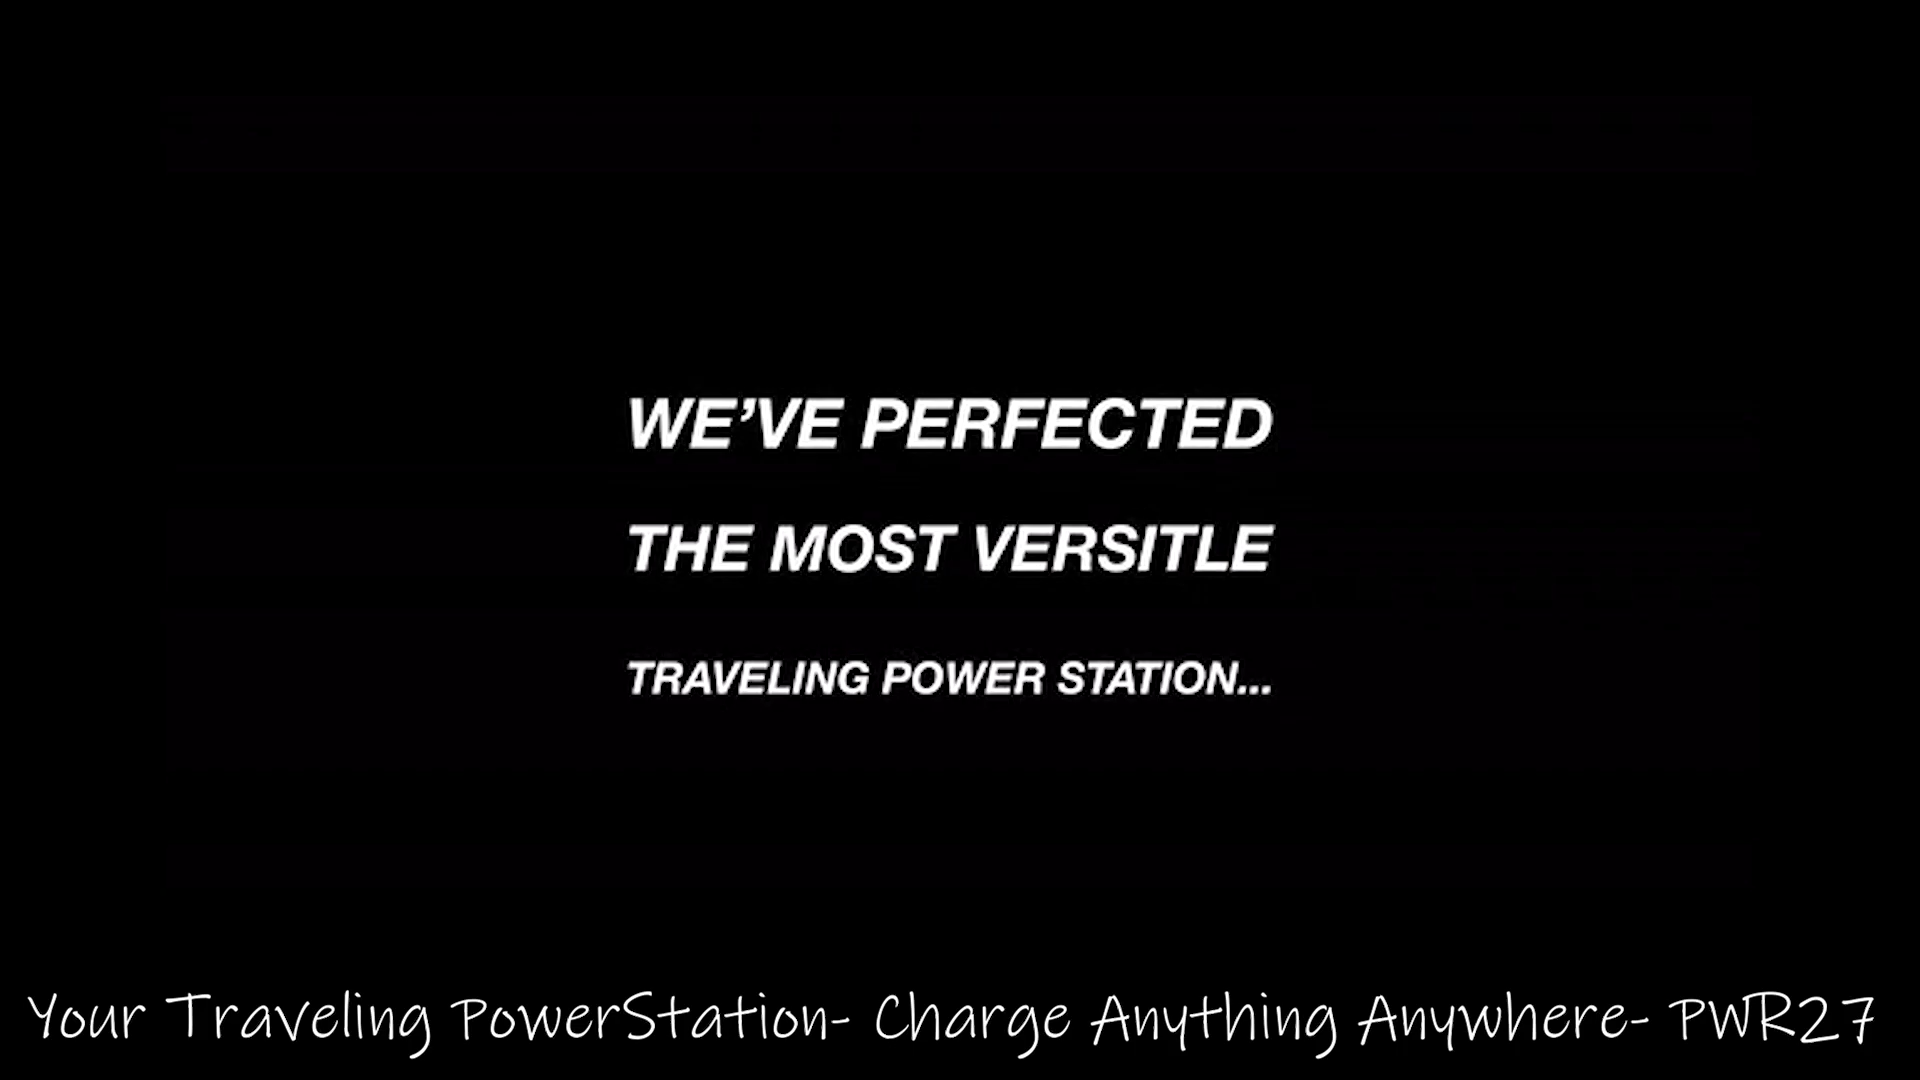 WE’VE PERFECTED
THE MOST VERSITLE
TRAVELING POWER STATION...
Your Traveling PowerStation- Charge Anything Anywhere- PWR27